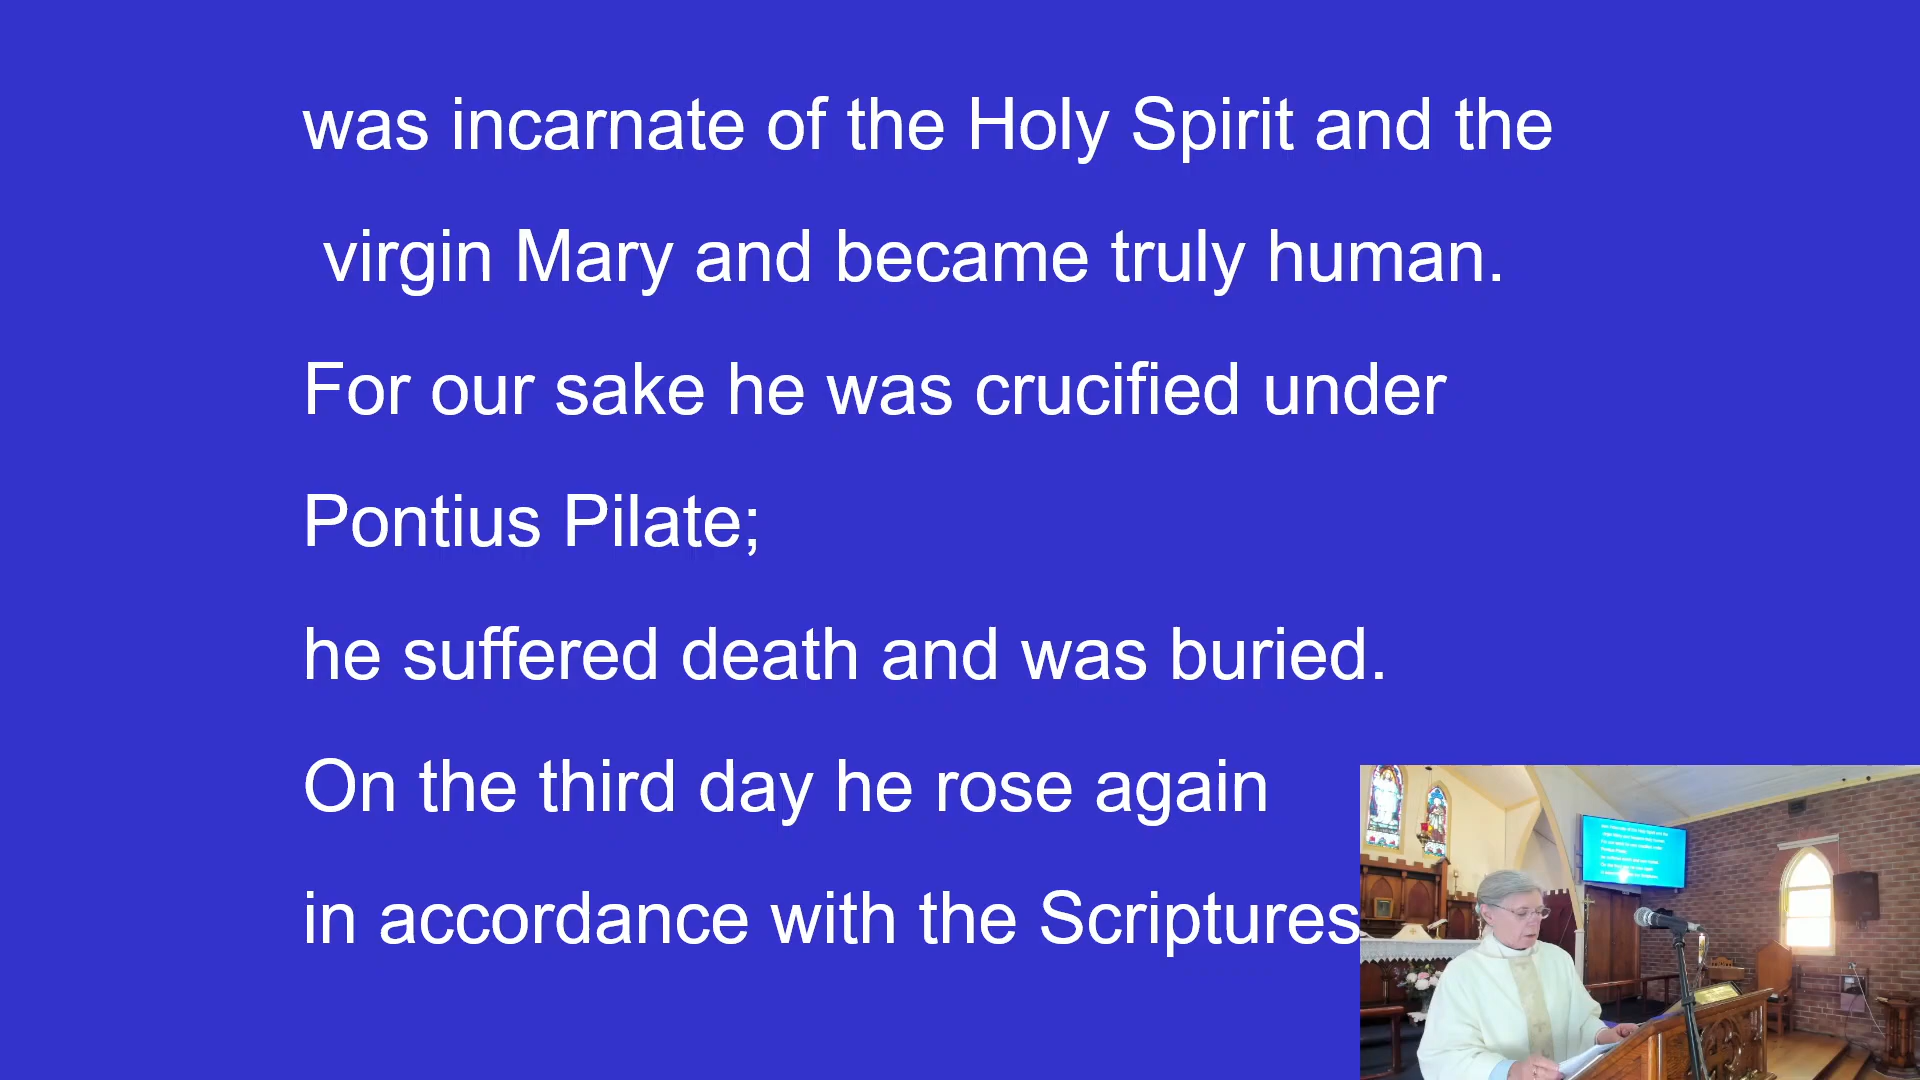 was incarnate of the Holy Spirit and the
virgin Mary and became truly human.
For our sake he was crucified under
Pontius Pilate;
he suffered death and was buried.
On the third day he rose again
in accordance with the Scriptures